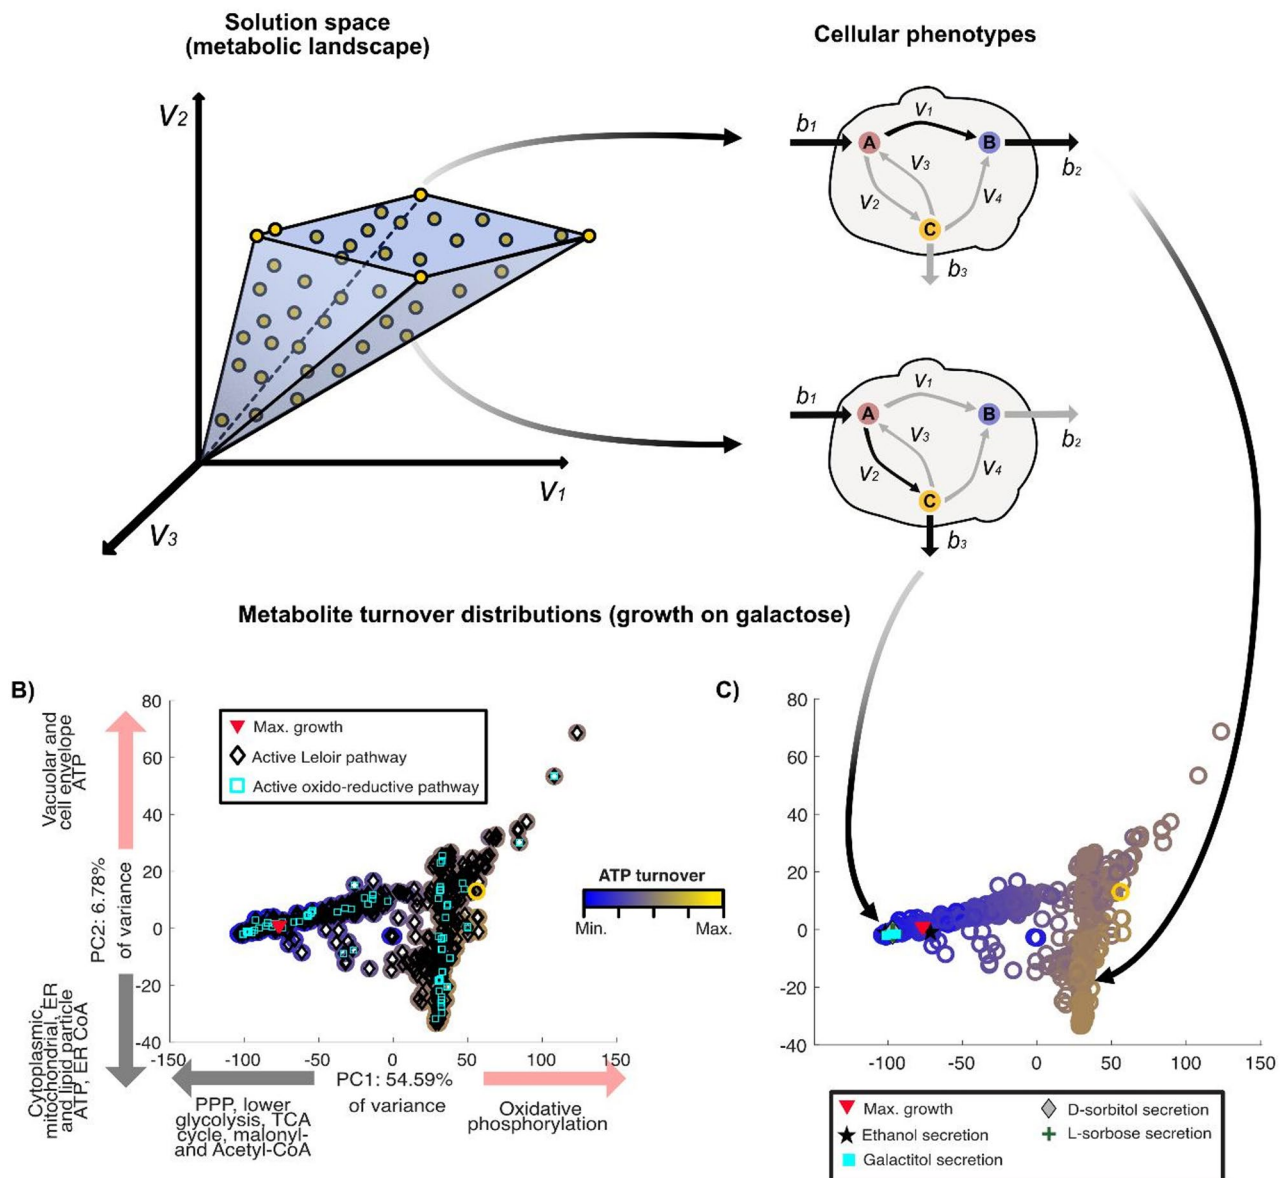 Solution space
(metabolic landscape)
Cellular phenotypes
V2
V1
V3
b1
V1
A
B
b2
V3
V2
V4
C
b3
b1
V1
A
B
b2
V3
V2
V4
C
b3
Metabolite turnover distributions (growth on galactose)
B)
Vacuolar and
cell envelope
ATP
PC2: 6.78%
of variance
Cytoplasmic,
mitochondrial, ER
and lipid particle
ATP, ER CoA
80
60
40
20
0
-20
-40
-150
-100
-50
0
50
100
150
Max. growth
Active Leloir pathway
Active oxido-reductive pathway
PC1: 54.59%
of variance
PPP, lower
glycolysis, TCA
cycle, malonyl-
and Acetyl-CoA
Oxidative
phosphorylation
ATP turnover
Min.
Max.
C)
80
60
40
20
0
-20
-40
-100
-50
0
50
100
150
Max. growth
Ethanol secretion
Galactitol secretion
D-sorbitol secretion
L-sorbose secretion